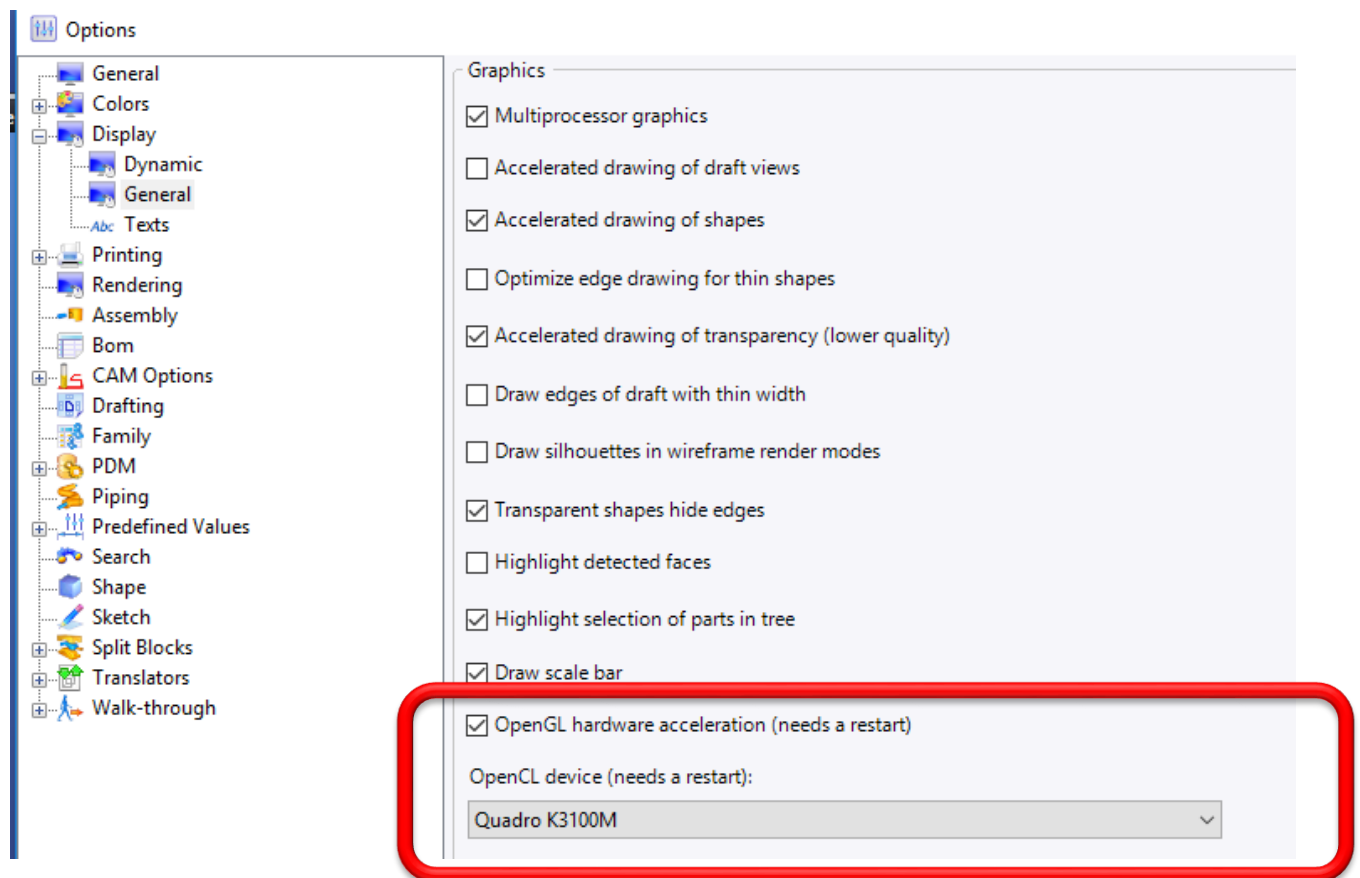 Options
General
Colors
Display
Dynamic
General
Abc Texts
Printing
Rendering
Assembly
Bom
CAM Options
Drafting
Family
PDM
Piping
Predefined Values
Search
Shape
Sketch
Split Blocks
Translators
Walk-through
Graphics
Multiprocessor graphics
Accelerated drawing of draft views
Accelerated drawing of shapes
Optimize edge drawing for thin shapes
Accelerated drawing of transparency (lower quality)
Draw edges of draft with thin width
Draw silhouettes in wireframe render modes
Transparent shapes hide edges
Highlight detected faces
Highlight selection of parts in tree
Draw scale bar
OpenGL hardware acceleration (needs a restart)
OpenCL device (needs a restart):
Quadro K3100M